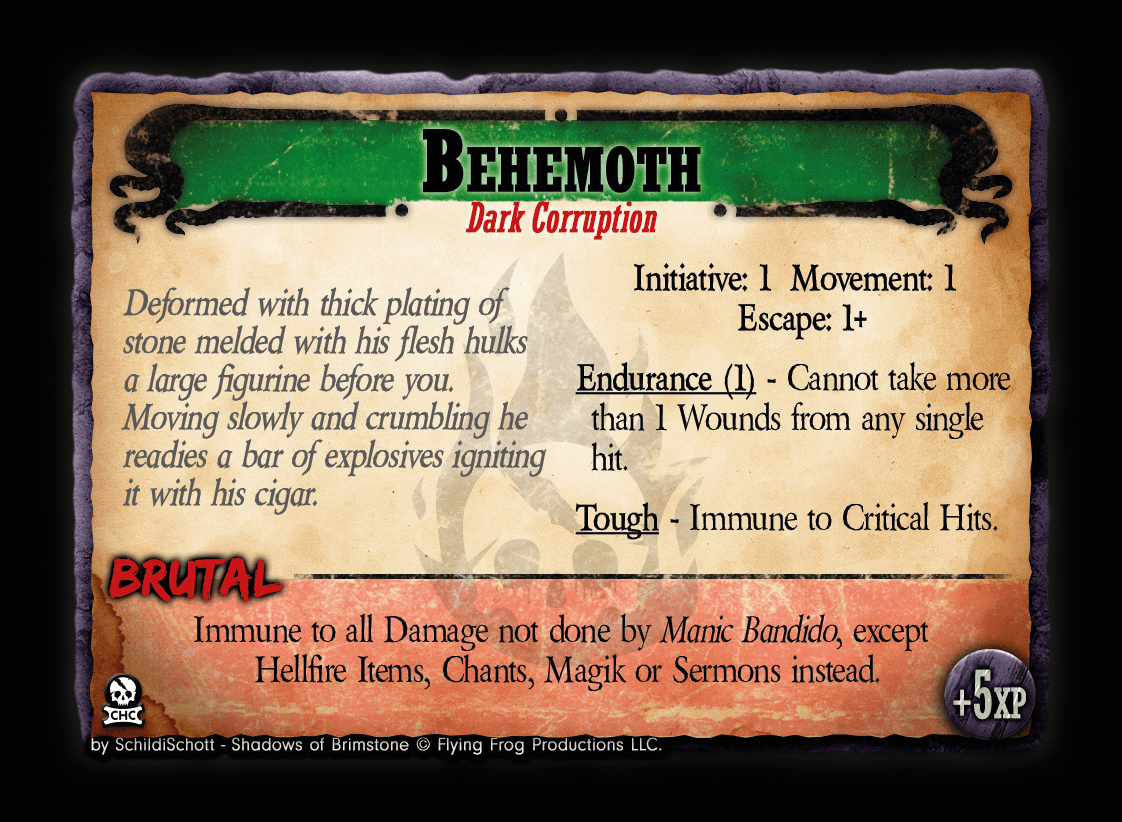 Behemoth
Dark Corruption
Deformed with thick plating of
stone melded with his flesh hulks
a large figurine before you.
Moving slowly and crumbling he
readies a bar of explosives igniting
it with his cigar.
Initiative: 1 Movement: 1
Escape: 1+
Endurance (1) - Cannot take more
than 1 Wounds from any single
hit.
Tough - Immune to Critical Hits.
BRUTAL
Immune to all Damage not done by Manic Bandido, except
Hellfire Items, Chants, Magik or Sermons instead.
CHC
+5XP
by SchildiSchott - Shadows of Brimstone © Flying Frog Productions LLC.